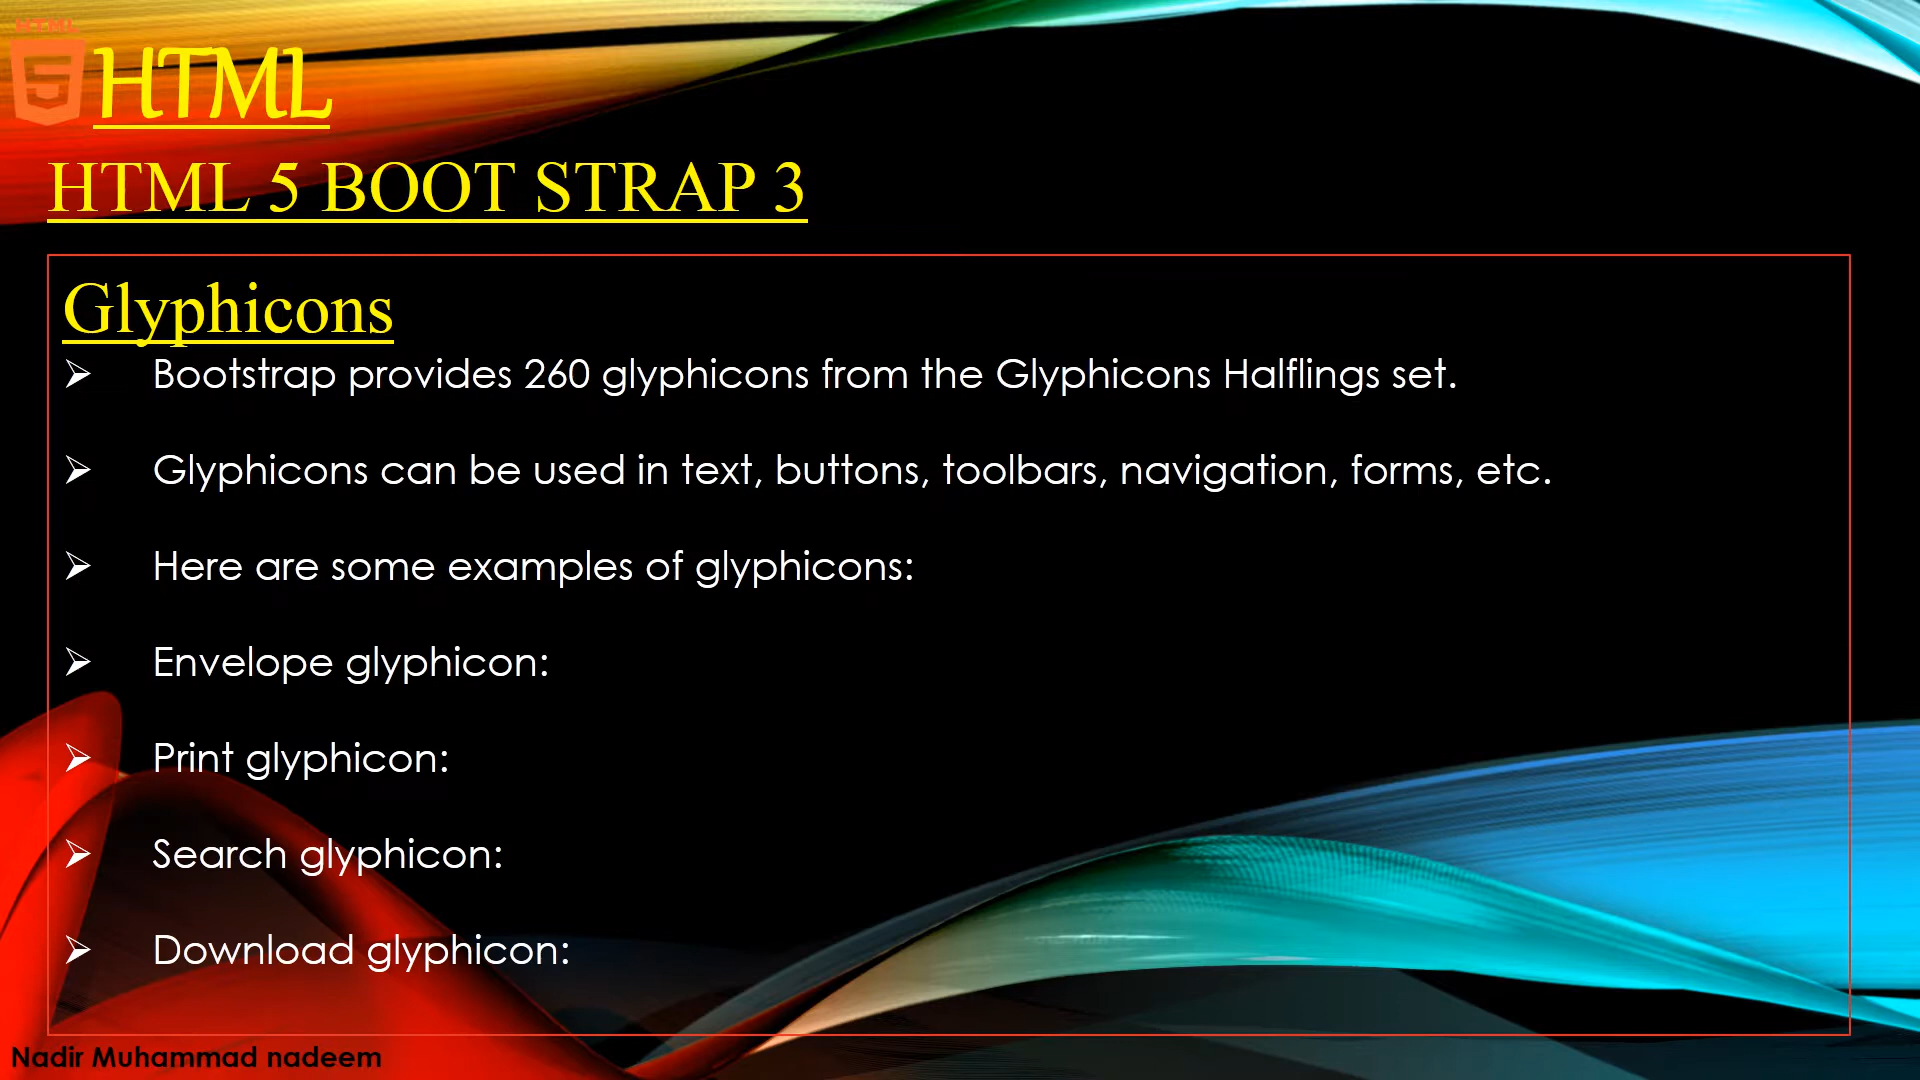 HTML
5
HTML
HTML 5 BOOT STRAP 3
Glyphicons
Bootstrap provides 260 glyphicons from the Glyphicons Halflings set.
Glyphicons can be used in text, buttons, toolbars, navigation, forms, etc.
Here are some examples of glyphicons:
Envelope glyphicon:
Print glyphicon:
Search glyphicon:
Download glyphicon:
Nadir Muhammad nadeem